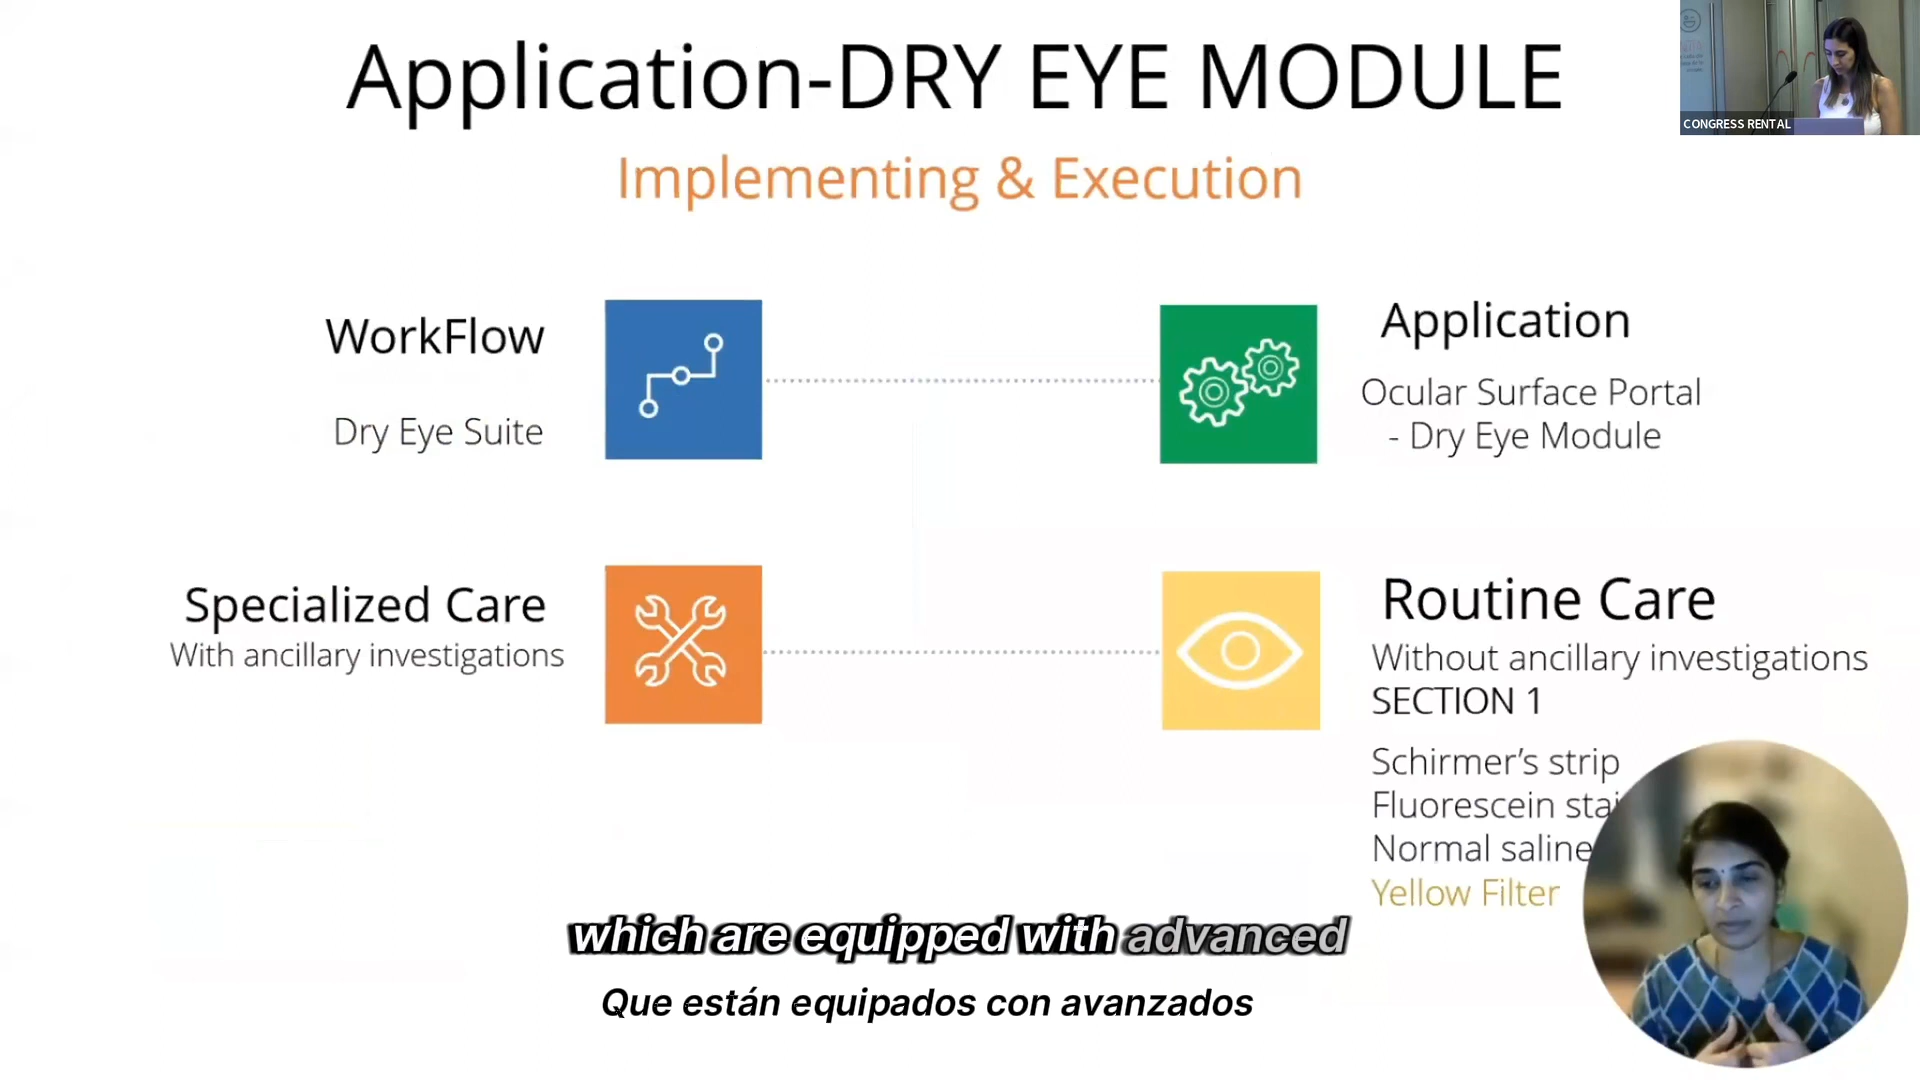 Application-DRY EYE MODULE
Implementing & Execution
CONGRESS RENTAL
WorkFlow
Dry Eye Suite
Application
Ocular Surface Portal
- Dry Eye Module
Specialized Care
With ancillary investigations
Routine Care
Without ancillary investigations
SECTION 1
Schirmer's strip
Fluorescein
Normal saline
Yellow Filter
which are equipped with advanced
Que están equipados con avanzados